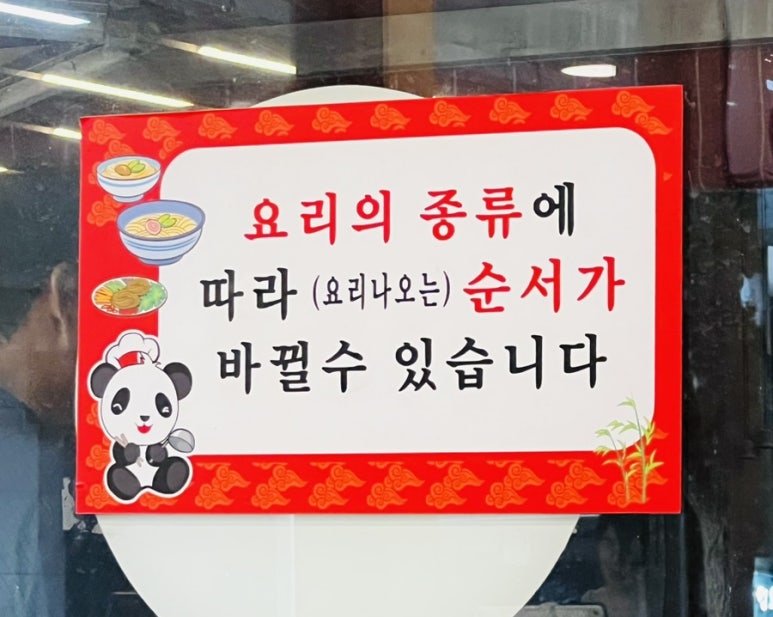 요리의 종류에
따라 (요리나오는) 순서가
바뀔수 있습니다